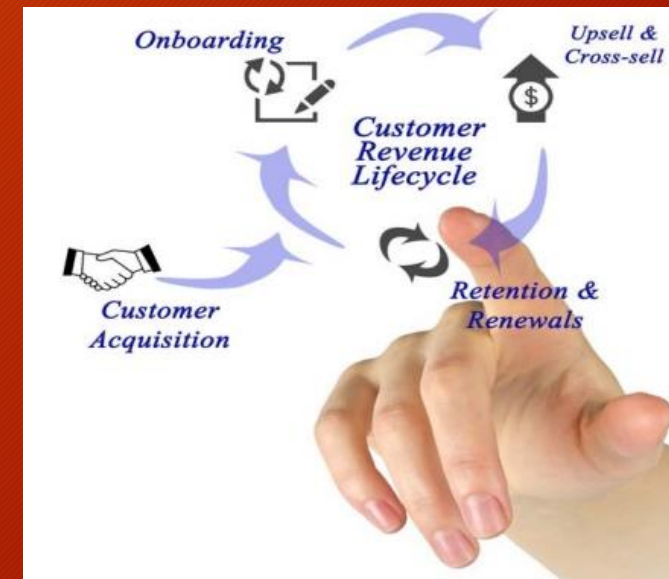 Onboarding
Upsell &
Cross-sell
$
Customer
Revenue
Lifecycle
Retention &
Renewals
Customer
Acquisition